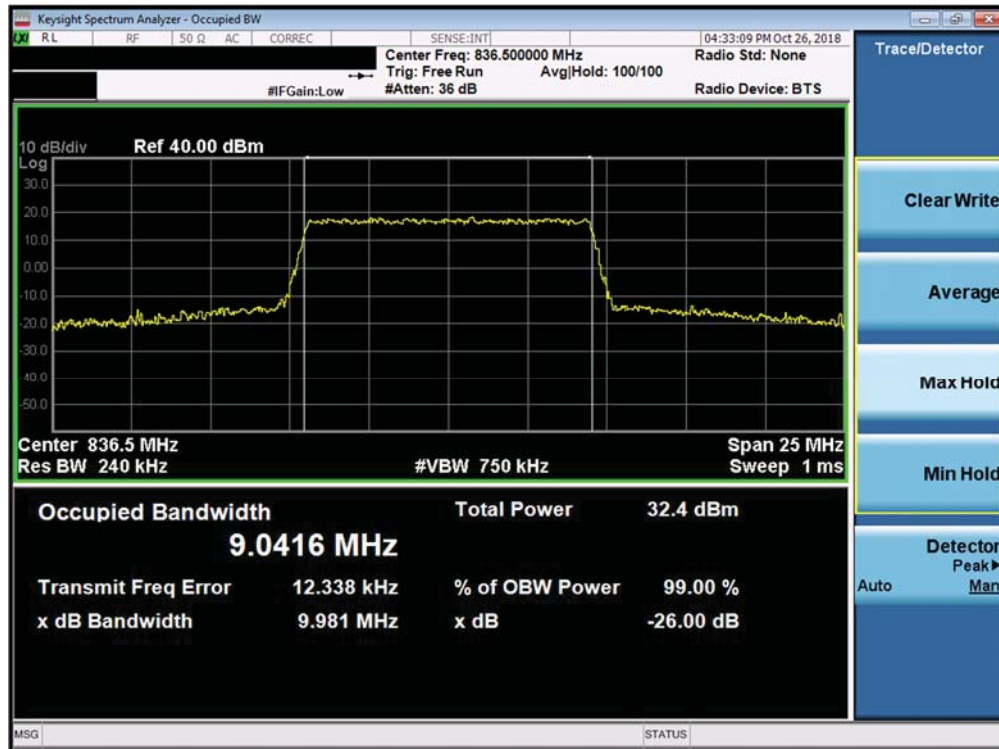 Keysight Spectrum Analyzer - Occupied BW
LXI RL RF 50 Ω AC CORREC SENSE:INT 04:33:09 PM Oct 26, 2018
Center Freq: 836.500000 MHz Radio Std: None
Trig: Free Run Avg|Hold: 100/100
#IFGain:Low #Atten: 36 dB Radio Device: BTS
Trace/Detector
10 dB/div Ref 40.00 dBm
Log
30.0
20.0
10.0
0.00
-10.0
-20.0
-30.0
-40.0
-50.0
Center 836.5 MHz Span 25 MHz
Res BW 240 kHz #VBW 750 kHz Sweep 1 ms
Occupied Bandwidth Total Power 32.4 dBm
9.0416 MHz
Transmit Freq Error 12.338 kHz % of OBW Power 99.00 %
x dB Bandwidth 9.981 MHz x dB -26.00 dB
Clear Write
Average
Max Hold
Min Hold
Detector
Peak▶
Auto Man
MSG STATUS